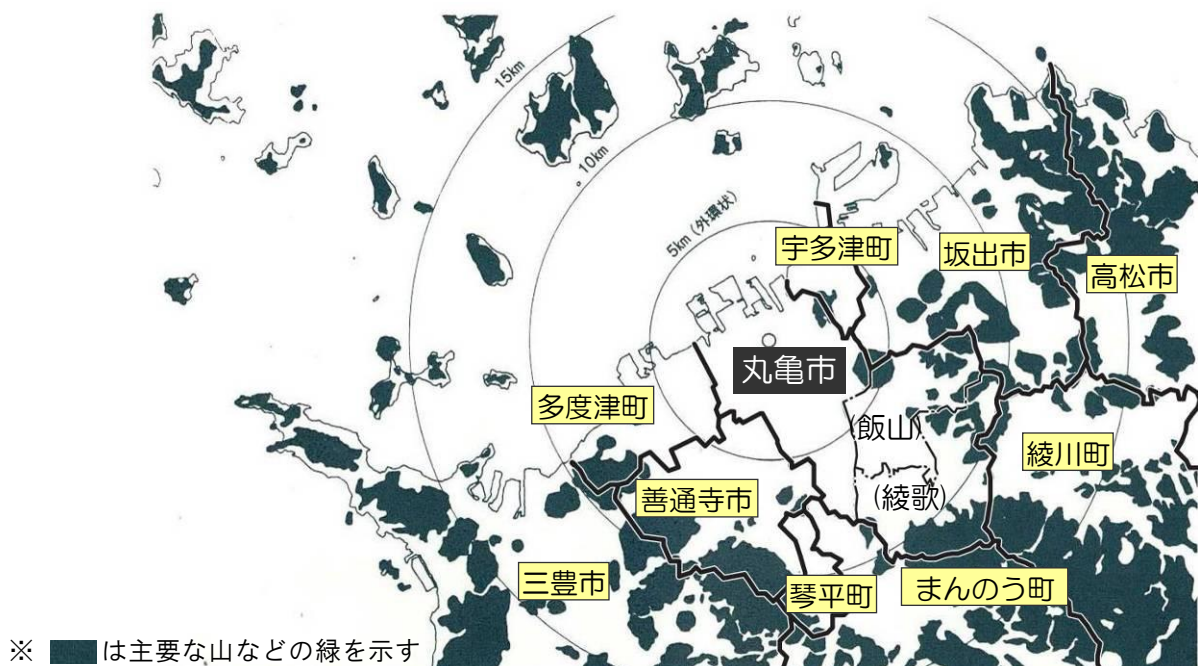 15km
10km
5km(外環状)
宇多津町
坂出市
高松市
丸亀市
多度津町
(飯山)
綾川町
善通寺市
(綾歌)
三豊市
琴平町
まんのう町
※ は主要な山などの緑を示す